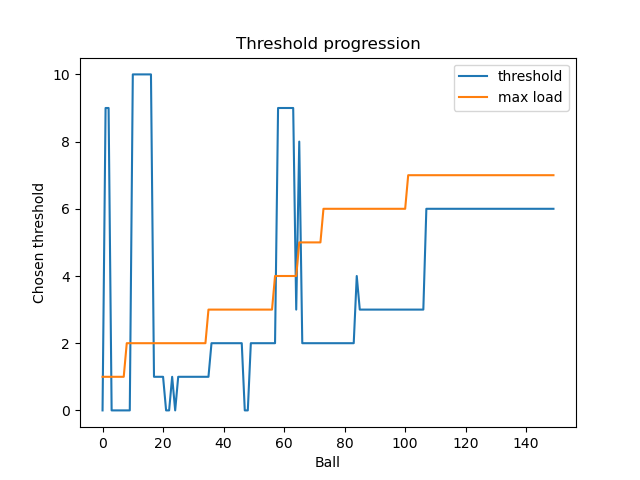 Threshold progression
threshold
max load
Chosen threshold
10
8
6
4
2
0
0 20 40 60 80 100 120 140
Ball